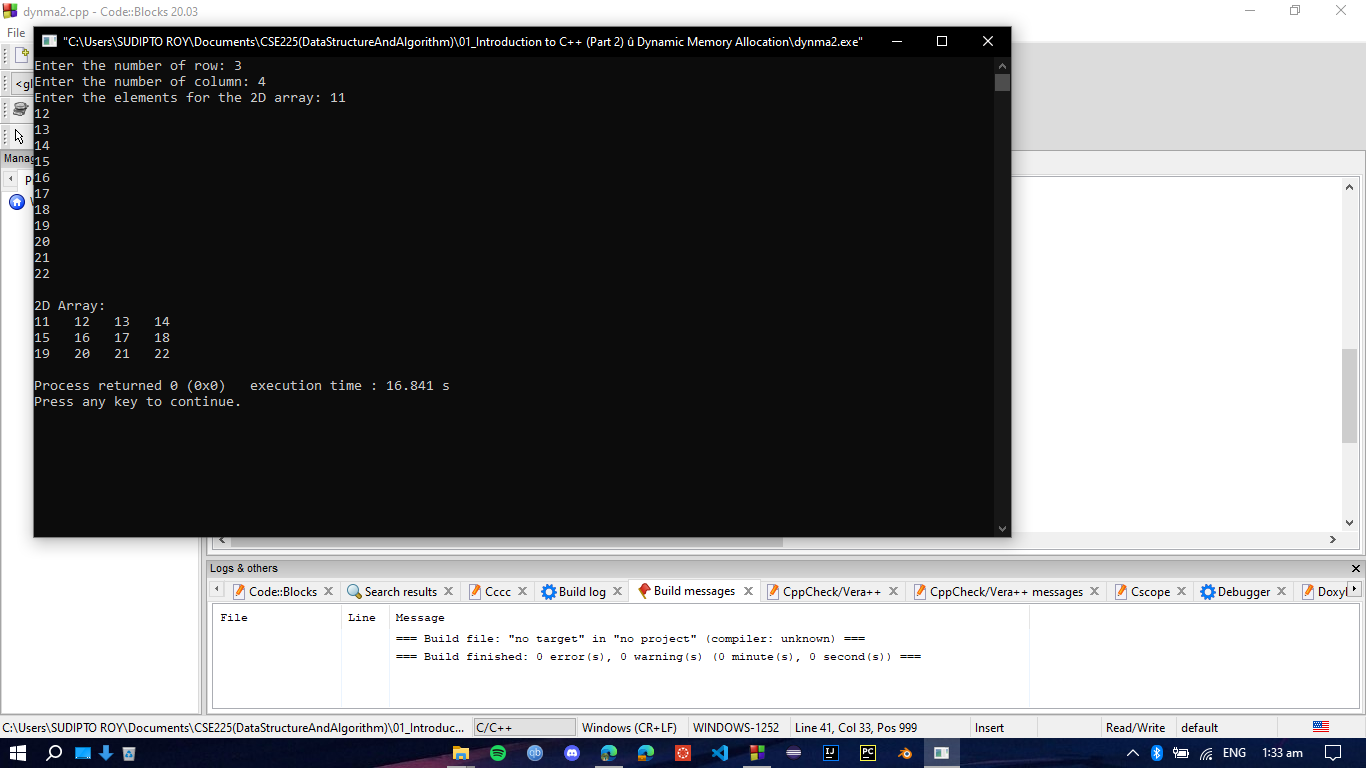 dynma2.cpp - Code::Blocks 20.03
File
"C:\Users\SUDIPTO ROY\Documents\CSE225(DataStructureAndAlgorithm)\01_Introduction to C++ (Part 2) û Dynamic Memory Allocation\dynma2.exe"
Enter the number of row: 3
Enter the number of column: 4
Enter the elements for the 2D array: 11
12
13
14
15
16
17
18
19
20
21
22
2D Array:
11 12 13 14
15 16 17 18
19 20 21 22
Process returned 0 (0x0) execution time : 16.841 s
Press any key to continue.
Logs & others
Code::Blocks Search results Cccc Build log Build messages CppCheck/Vera++ CppCheck/Vera++ messages Cscope Debugger
File Line Message
=== Build file: "no target" in "no project" (compiler: unknown) ===
=== Build finished: 0 error(s), 0 warning(s) (0 minute(s), 0 second(s)) ===
C:\Users\SUDIPTO ROY\Documents\CSE225(DataStructureAndAlgorithm)\01_Introduc... C/C++ Windows (CR+LF) WINDOWS-1252 Line 41, Col 33, Pos 999 Insert Read/Write default
ENG 1:33 am